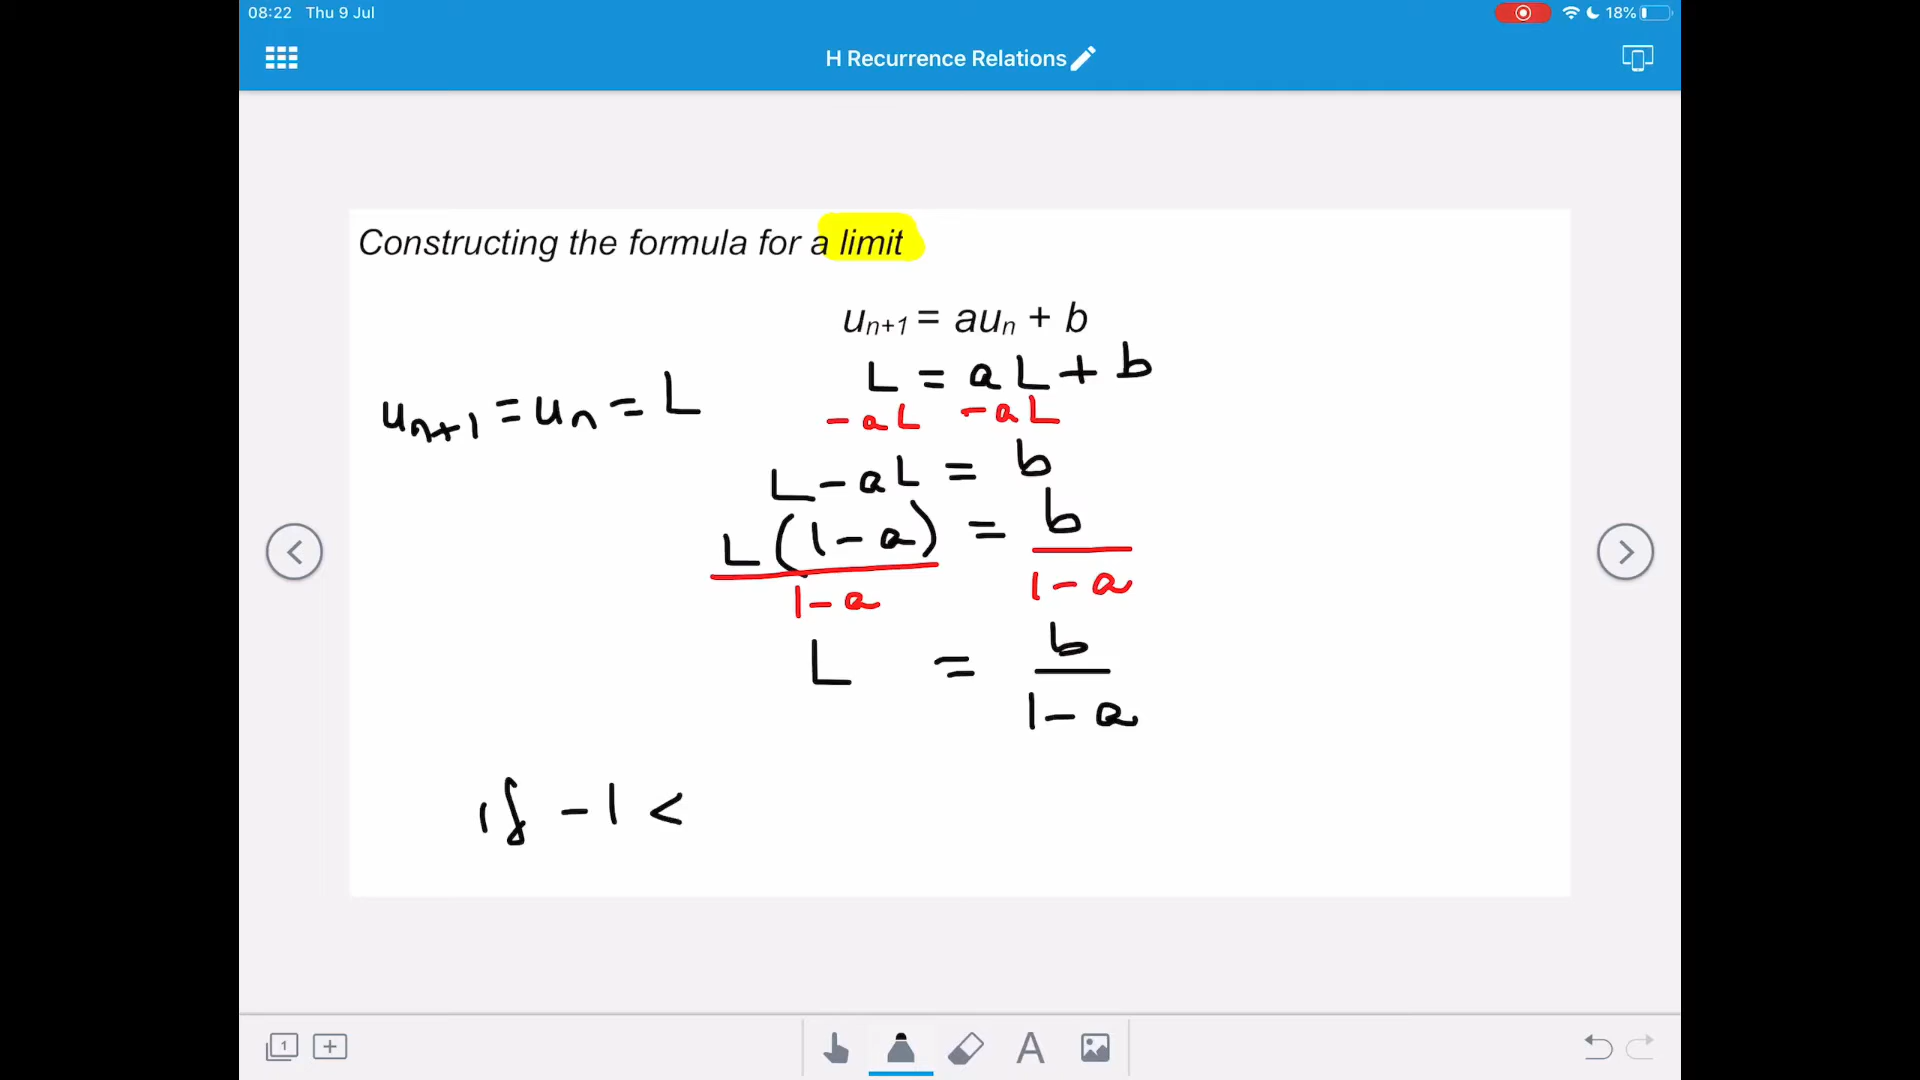 08:22 Thu 9 Jul 18%
H Recurrence Relations
Constructing the formula for a limit
uₙ₊₁ = auₙ + b
L = aL + b
uₙ₊₁ = uₙ = L
-aL -aL
L - aL = b
L(1-a) = b
1-a 1-a
L = b
1-a
if -1 <
1
A